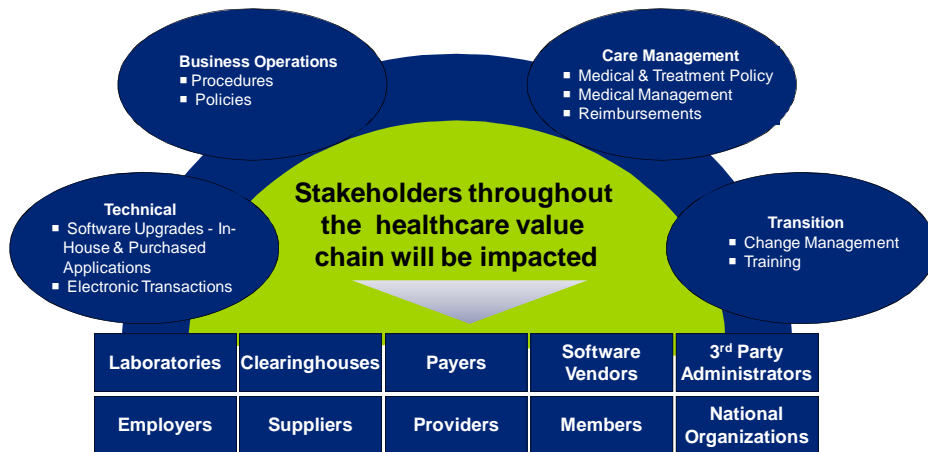 Business Operations
▪ Procedures
▪ Policies
Care Management
▪ Medical & Treatment Policy
▪ Medical Management
▪ Reimbursements
Technical
▪ Software Upgrades - In-
House & Purchased
Applications
▪ Electronic Transactions
Stakeholders throughout
the healthcare value
chain will be impacted
Transition
▪ Change Management
▪ Training
Laboratories
Clearinghouses
Payers
Software
Vendors
3rd Party
Administrators
Employers
Suppliers
Providers
Members
National
Organizations